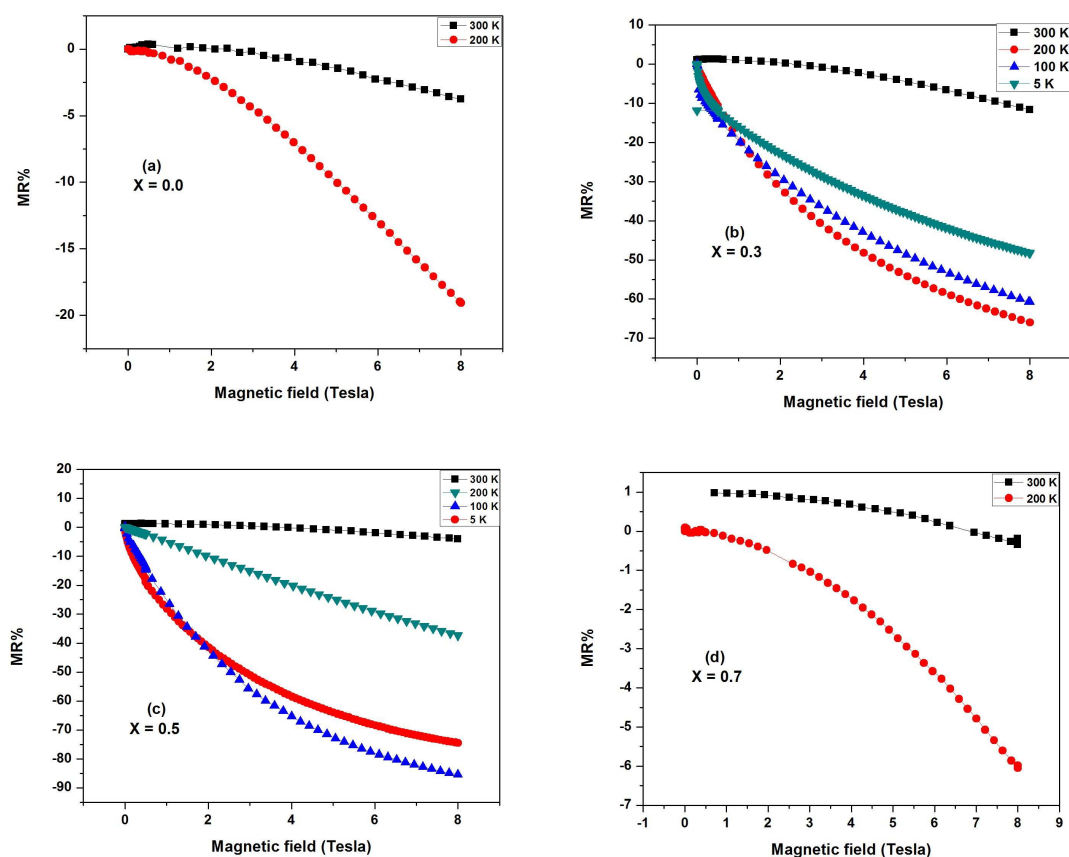 300 K
200 K
0
-5
-10
-15
-20
MR%
(a)
X = 0.0
0 2 4 6 8
Magnetic field (Tesla)
300 K
200 K
100 K
5 K
10
0
-10
-20
-30
-40
-50
-60
-70
MR%
(b)
X = 0.3
0 2 4 6 8
Magnetic field (Tesla)
300 K
200 K
100 K
5 K
20
10
0
-10
-20
-30
-40
-50
-60
-70
-80
-90
MR%
(c)
X = 0.5
0 2 4 6 8
Magnetic field (Tesla)
300 K
200 K
1
0
-1
-2
-3
-4
-5
-6
-7
MR%
(d)
X = 0.7
-1 0 1 2 3 4 5 6 7 8 9
Magnetic field (Tesla)